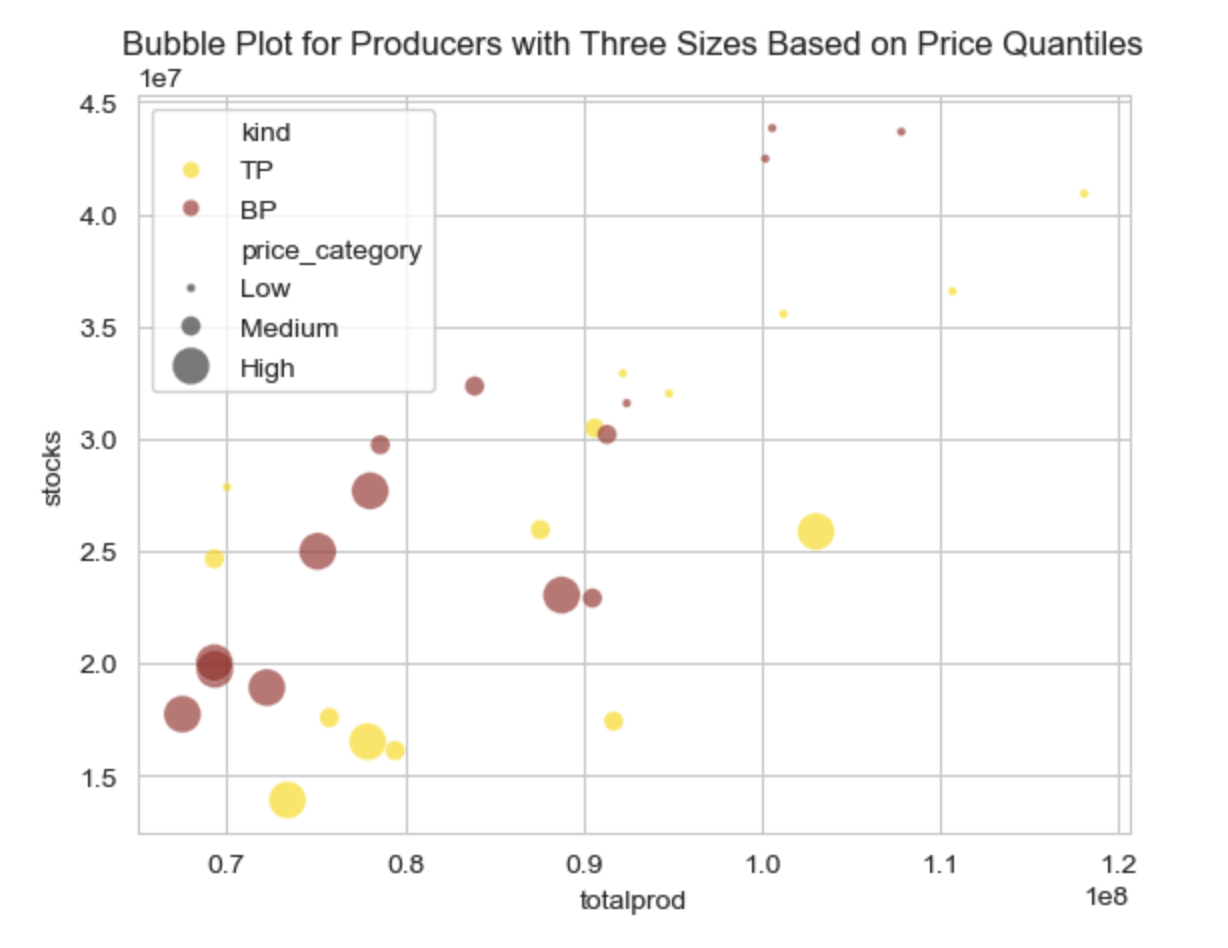 Bubble Plot for Producers with Three Sizes Based on Price Quantiles
1e7
4.5
4.0
3.5
3.0
2.5
2.0
1.5
stocks
kind
TP
BP
price_category
Low
Medium
High
0.7 0.8 0.9 1.0 1.1 1.2
totalprod
1e8